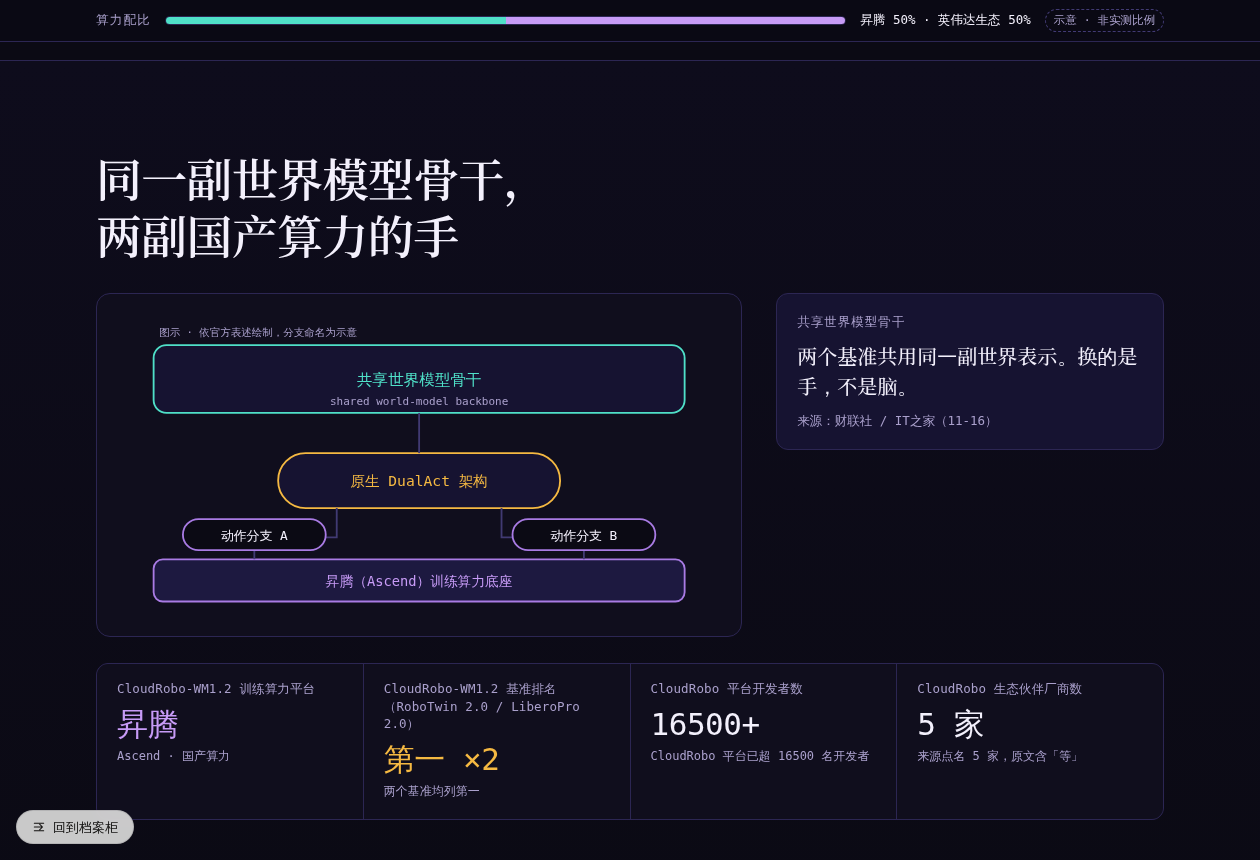 算力配比
昇腾 50% · 英伟达生态 50%
示意 · 非实测比例
同一副世界模型骨干，
两副国产算力的手
图示 · 依官方表述绘制，分支命名为示意
共享世界模型骨干
shared world-model backbone
原生 DualAct 架构
动作分支 A
动作分支 B
昇腾（Ascend）训练算力底座
共享世界模型骨干
两个基准共用同一副世界表示。换的是
手，不是脑。
来源：财联社 / IT之家（11-16）
CloudRobo-WM1.2 训练算力平台
昇腾
Ascend · 国产算力
CloudRobo-WM1.2 基准排名
（RoboTwin 2.0 / LiberoPro
2.0）
第一 ×2
两个基准均列第一
CloudRobo 平台开发者数
16500+
CloudRobo 平台已超 16500 名开发者
CloudRobo 生态伙伴厂商数
5 家
来源点名 5 家，原文含「等」
回到档案柜